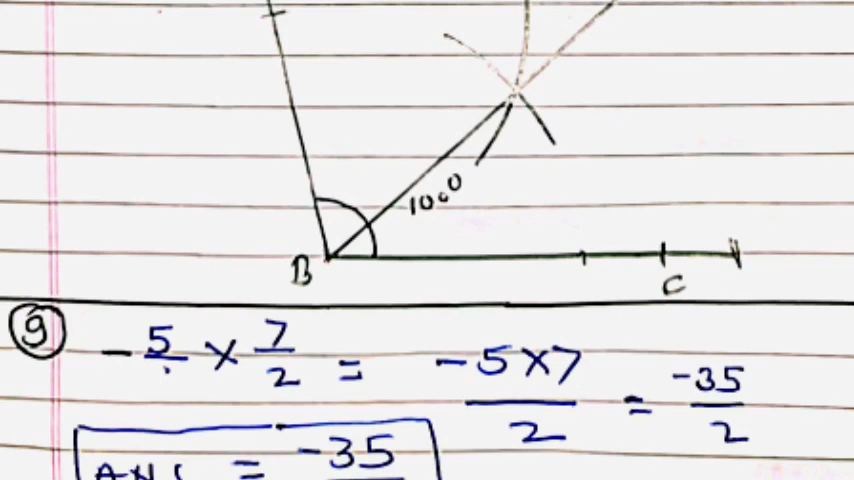 100°
B
C
9
- 5/. × 7/2 = -5×7/2 = -35/2
ANS = -35